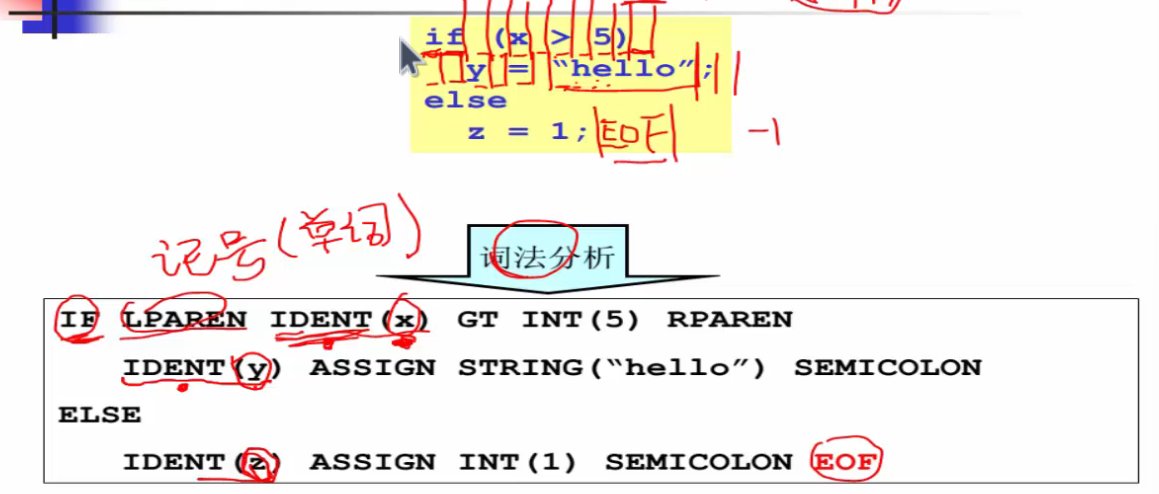 if (x > 5)
y = “hello”;
else
z = 1; EOF -1
记号(单词)
词法分析
IF LPAREN IDENT(x) GT INT(5) RPAREN
IDENT(y) ASSIGN STRING(“hello”) SEMICOLON
ELSE
IDENT(z) ASSIGN INT(1) SEMICOLON EOF